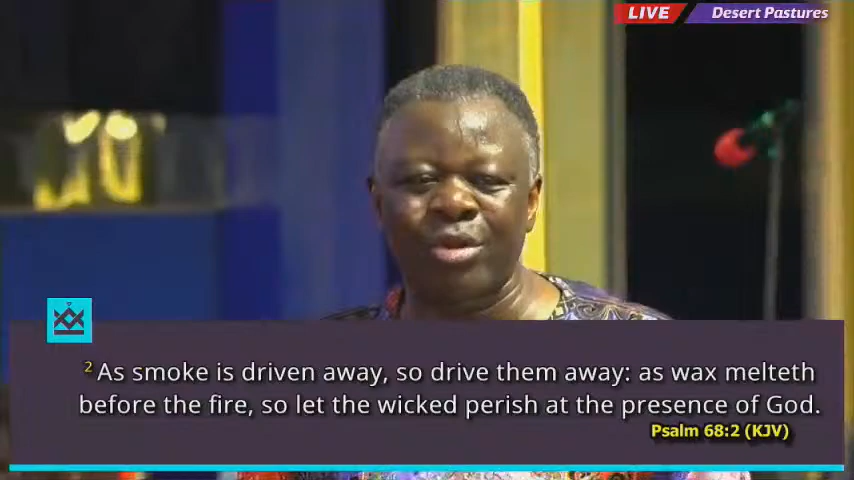 LIVE Desert Pastures
2 As smoke is driven away, so drive them away: as wax melteth
before the fire, so let the wicked perish at the presence of God.
Psalm 68:2 (KJV)